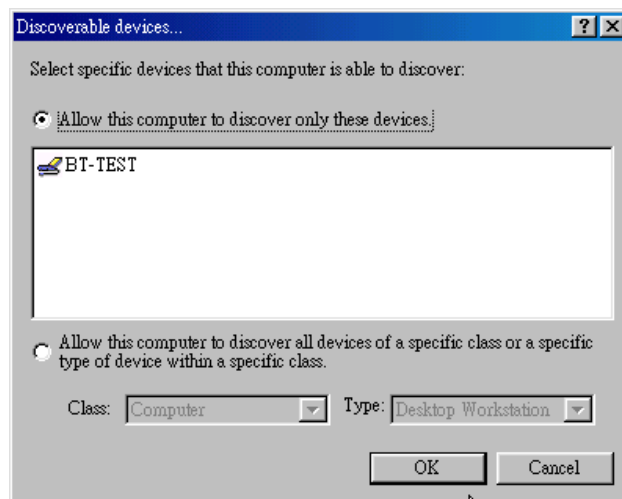 Discoverable devices...
Select specific devices that this computer is able to discover:
Allow this computer to discover only these devices.
BT-TEST
Allow this computer to discover all devices of a specific class or a specific
type of device within a specific class.
Class: Computer Type: Desktop Workstation
OK Cancel